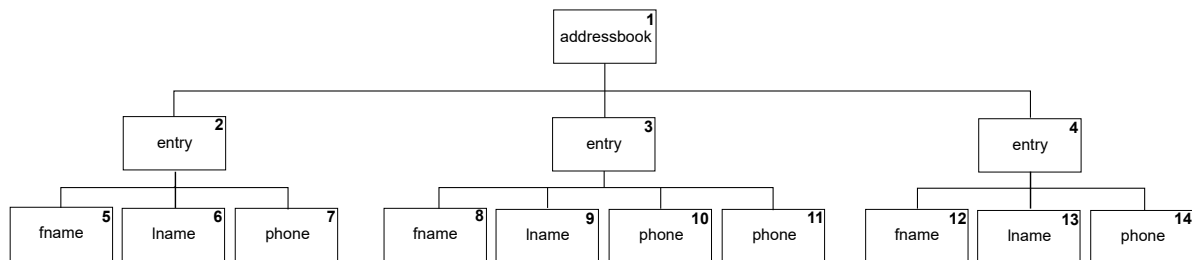 1
addressbook
2
entry
3
entry
4
entry
5
fname
6
lname
7
phone
8
fname
9
lname
10
phone
11
phone
12
fname
13
lname
14
phone